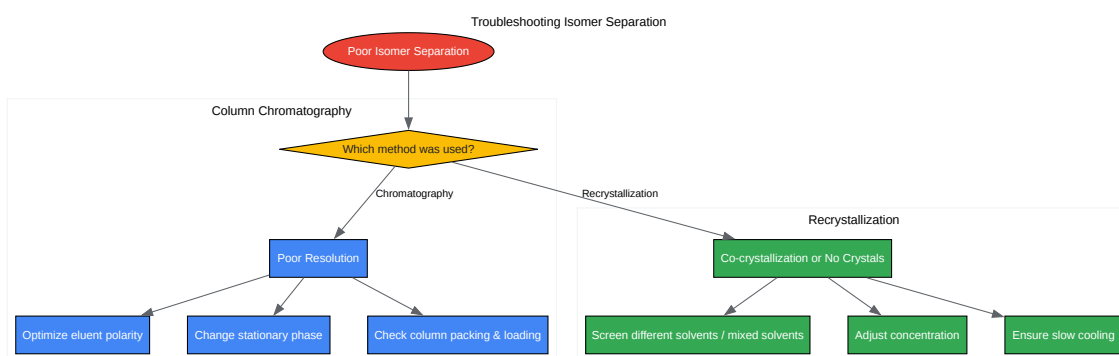 Troubleshooting Isomer Separation
Poor Isomer Separation
Column Chromatography
Which method was used?
Chromatography
Recrystallization
Recrystallization
Poor Resolution
Co-crystallization or No Crystals
Optimize eluent polarity
Change stationary phase
Check column packing & loading
Screen different solvents / mixed solvents
Adjust concentration
Ensure slow cooling